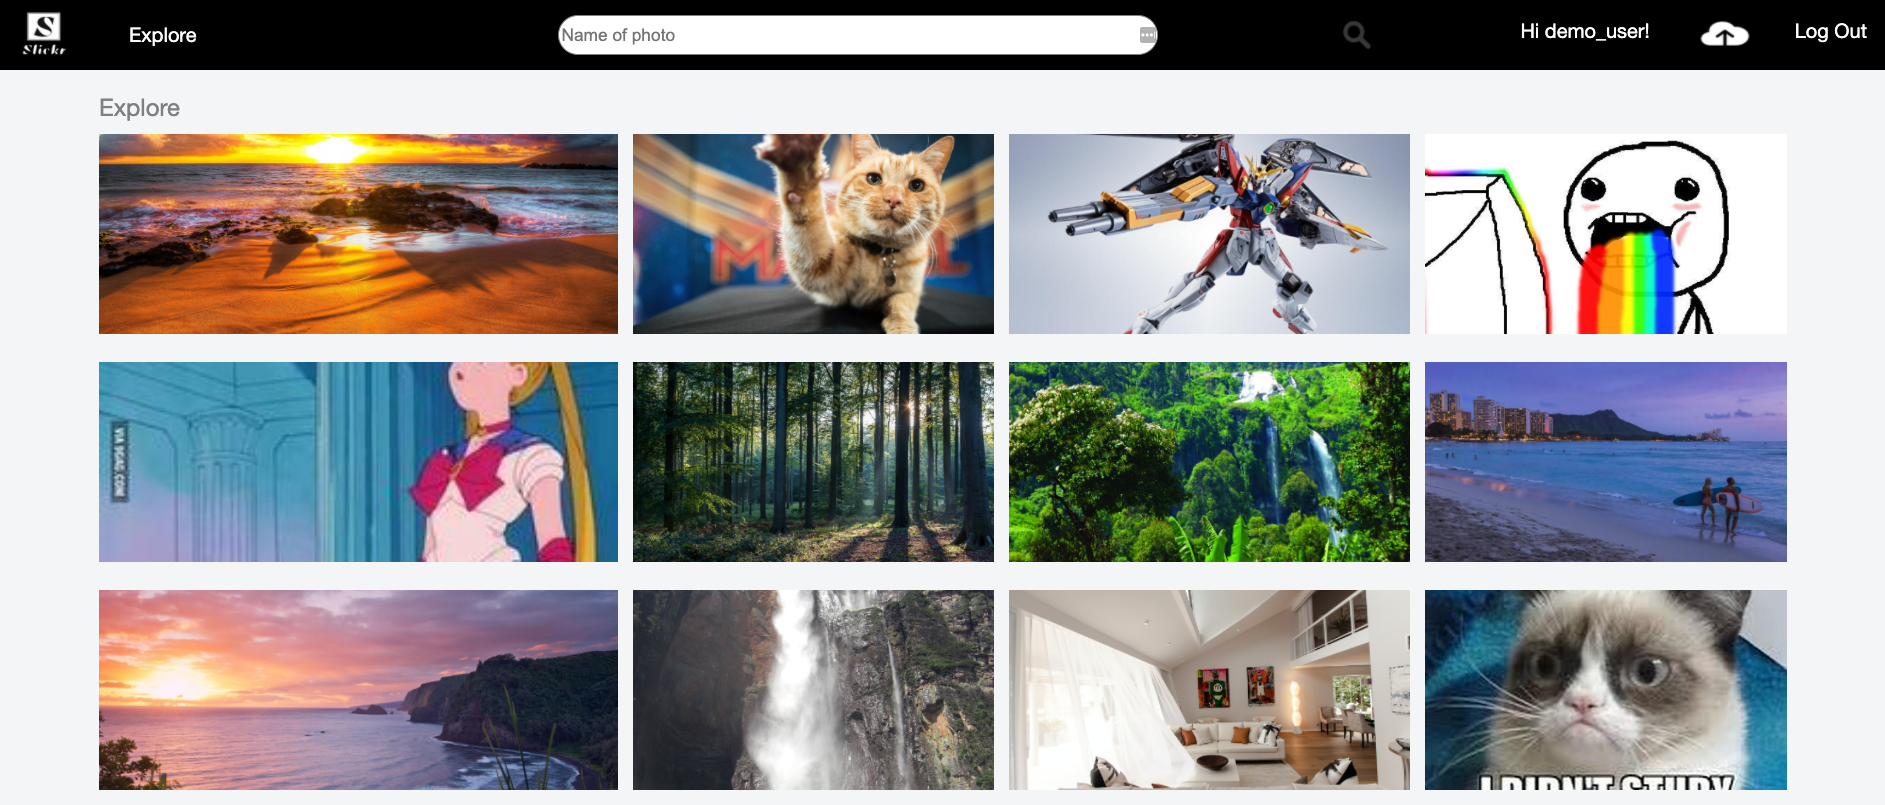 S
Slickr
Explore
Name of photo
Hi demo_user!
Log Out
Explore
VIA 9GAG.COM
I DIDN'T STUDY